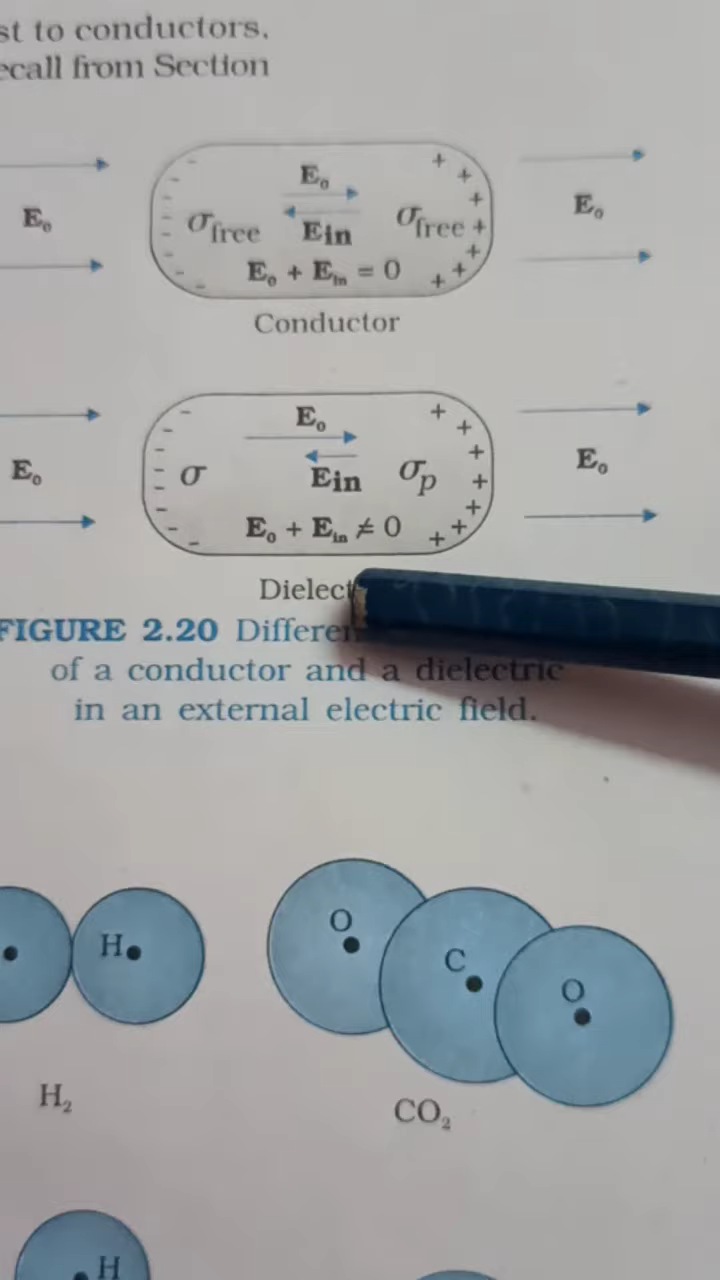 st to conductors,
ecall from Section
E₀
E₀
σfree Ein σfree
E₀
E₀ + Eᵢₙ = 0
Conductor
E₀
E₀
σ Ein σp
E₀
E₀ + Eᵢₙ ≠ 0
Dielect
FIGURE 2.20 Differen
of a conductor and a dielectric
in an external electric field.
H
O
C
O
H₂
CO₂
H